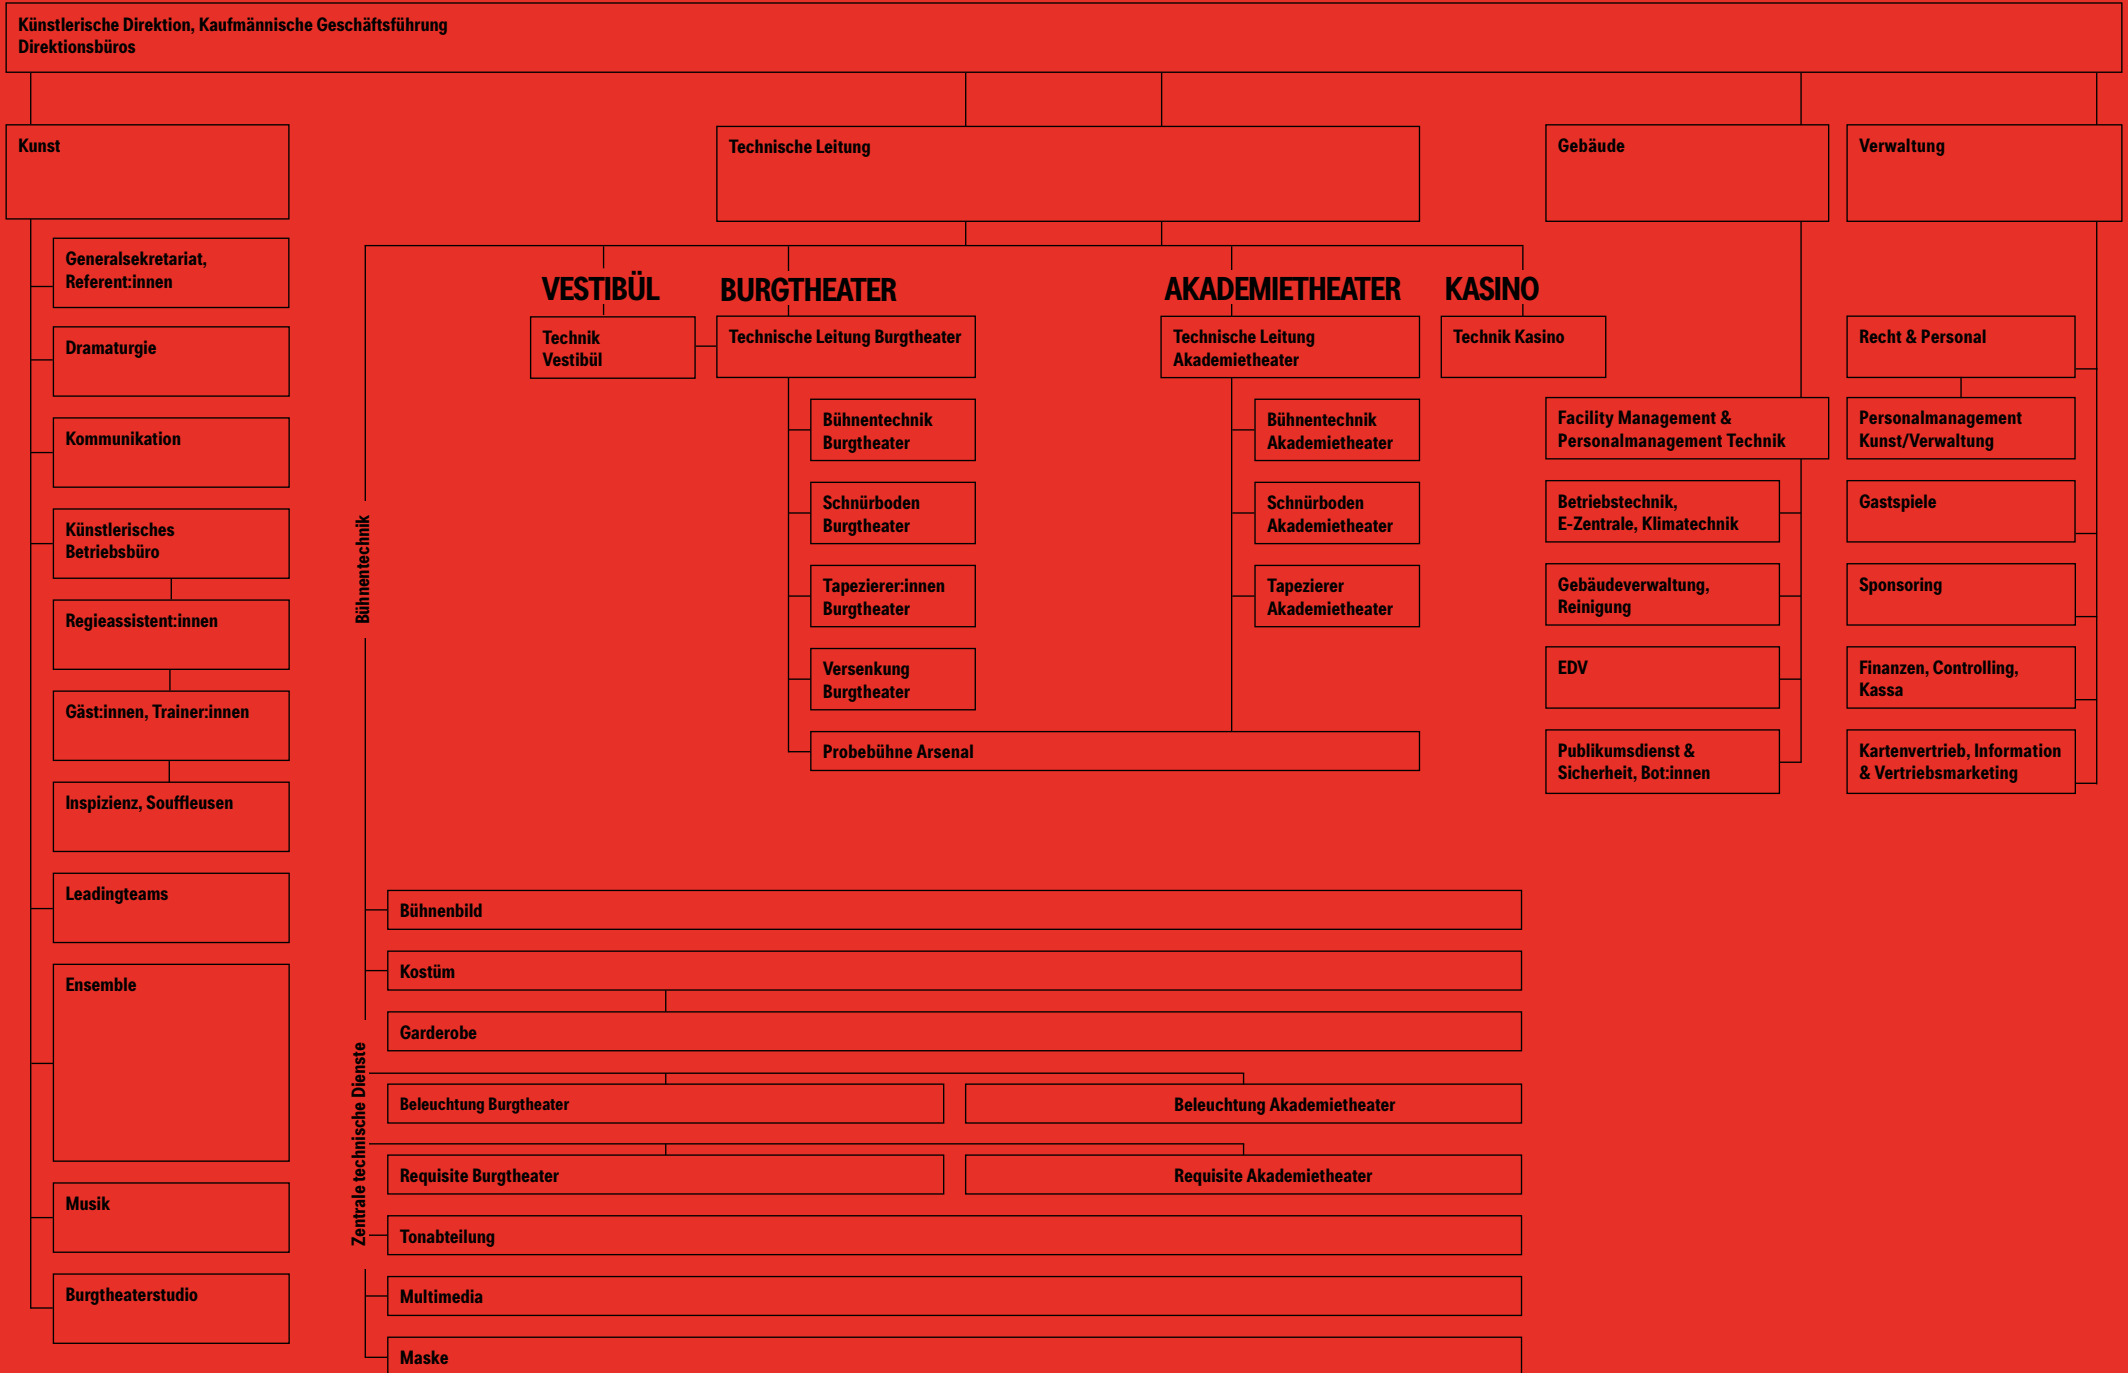 Künstlerische Direktion, Kaufmännische Geschäftsführung
Direktionsbüros
Kunst
Generalsekretariat,
Referent:innen
Dramaturgie
Kommunikation
Künstlerisches
Betriebsbüro
Regieassistent:innen
Gäst:innen, Trainer:innen
Inspizienz, Souffleusen
Leadingteams
Ensemble
Musik
Burgtheaterstudio
Technische Leitung
Bühnentechnik
VESTIBÜL
Technik
Vestibül
BURGTHEATER
Technische Leitung Burgtheater
Bühnentechnik
Burgtheater
Schnürboden
Burgtheater
Tapezierer:innen
Burgtheater
Versenkung
Burgtheater
Probebühne Arsenal
AKADEMIETHEATER
Technische Leitung
Akademietheater
Bühnentechnik
Akademietheater
Schnürboden
Akademietheater
Tapezierer
Akademietheater
KASINO
Technik Kasino
Zentrale technische Dienste
Bühnenbild
Kostüm
Garderobe
Beleuchtung Burgtheater
Beleuchtung Akademietheater
Requisite Burgtheater
Requisite Akademietheater
Tonabteilung
Multimedia
Maske
Gebäude
Facility Management &
Personalmanagement Technik
Betriebstechnik,
E-Zentrale, Klimatechnik
Gebäudeverwaltung,
Reinigung
EDV
Publikumsdienst &
Sicherheit, Bot:innen
Verwaltung
Recht & Personal
Personalmanagement
Kunst/Verwaltung
Gastspiele
Sponsoring
Finanzen, Controlling,
Kassa
Kartenvertrieb, Information
& Vertriebsmarketing